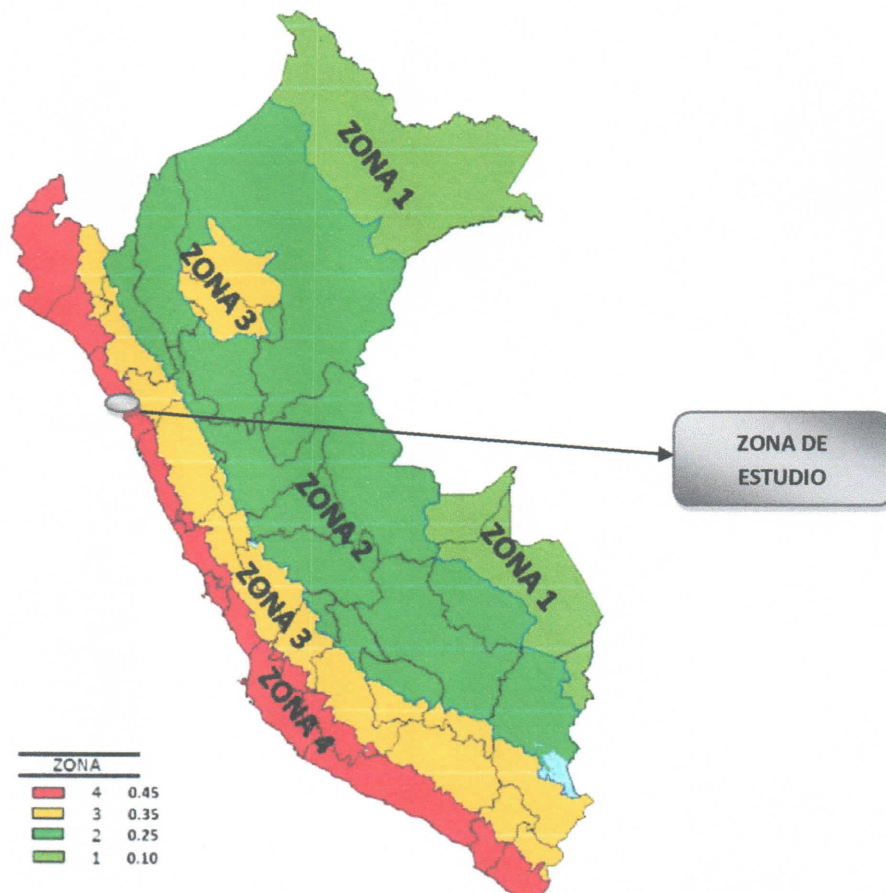 ZONA 1
ZONA 3
ZONA DE
ESTUDIO
ZONA 2
ZONA 1
ZONA 3
ZONA 4
ZONA
4 0.45
3 0.35
2 0.25
1 0.10